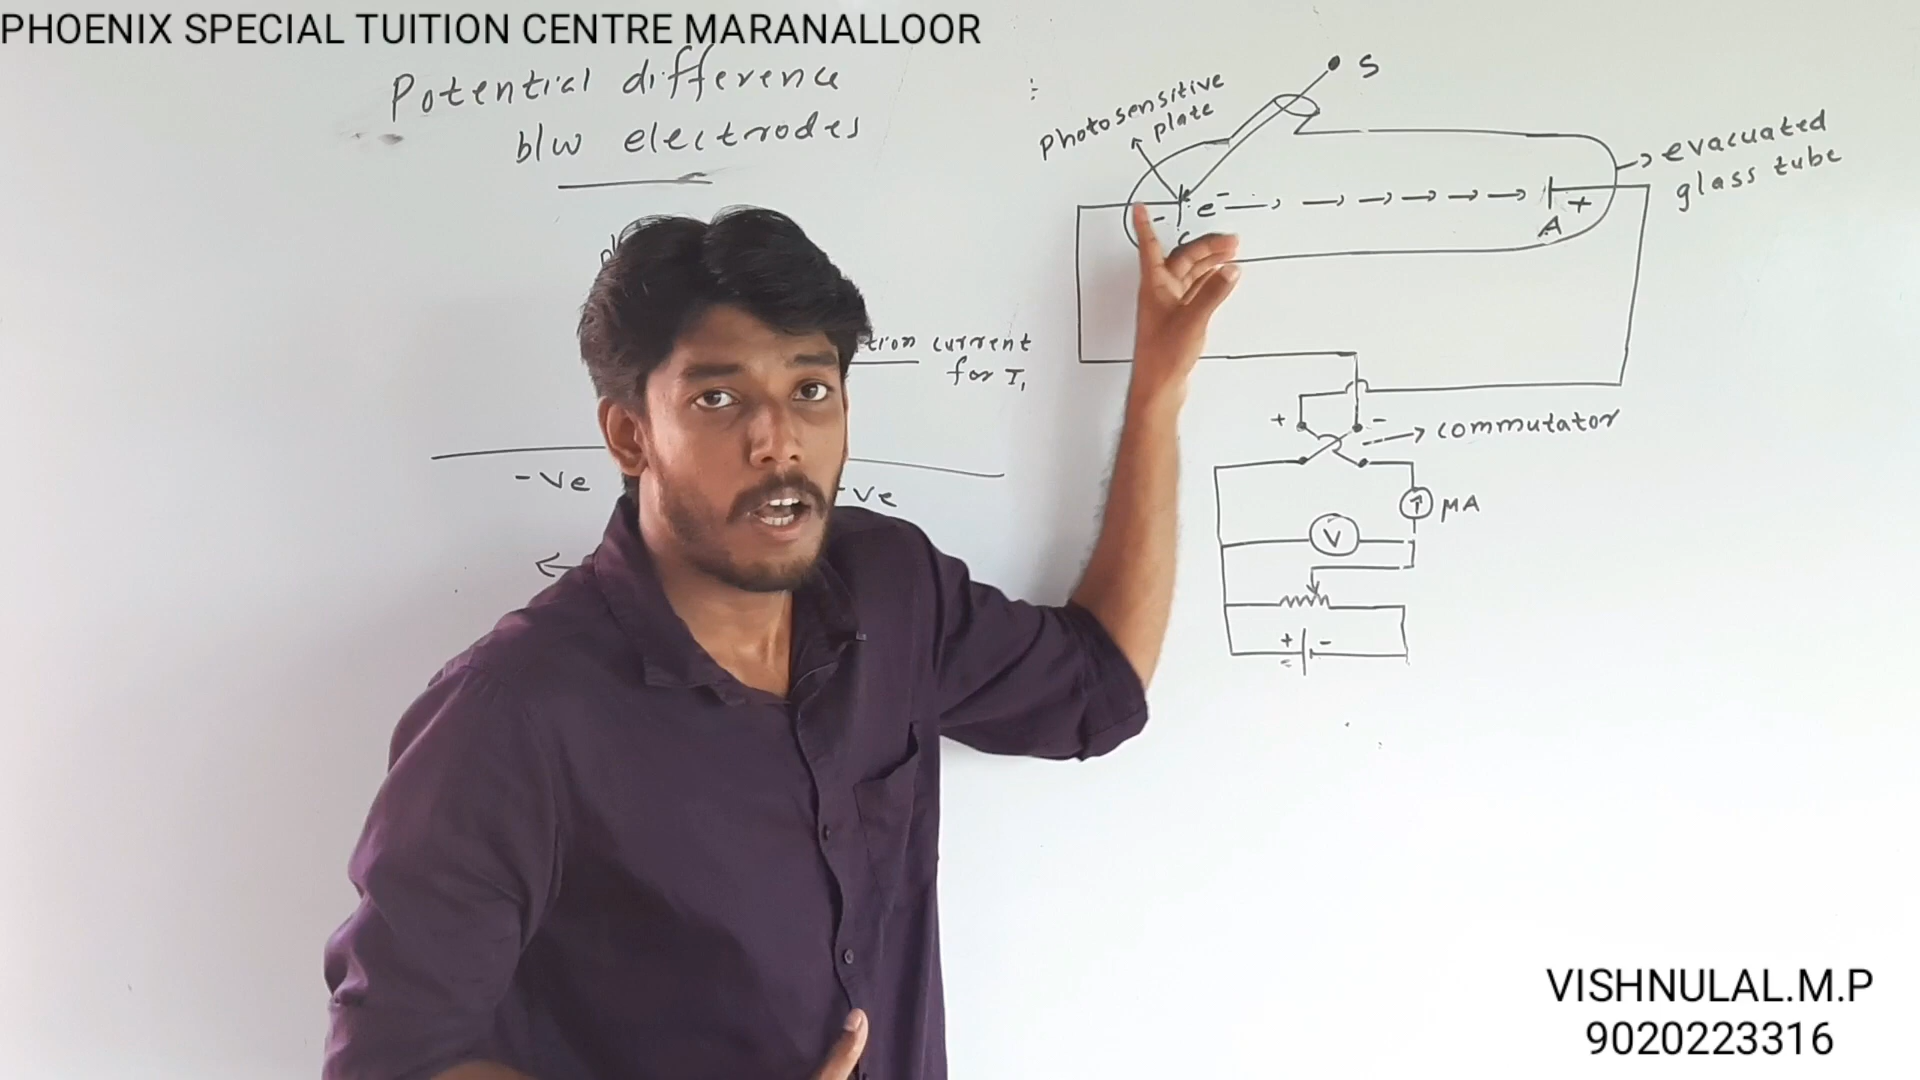 PHOENIX SPECIAL TUITION CENTRE MARANALLOOR
Potential difference
b/w electrodes
current
for I₁
-ve
ve
S
photosensitive
plate
evacuated
glass tube
- e⁻
C
A +
+ -
commutator
μA
V
+ -
VISHNULAL.M.P
9020223316